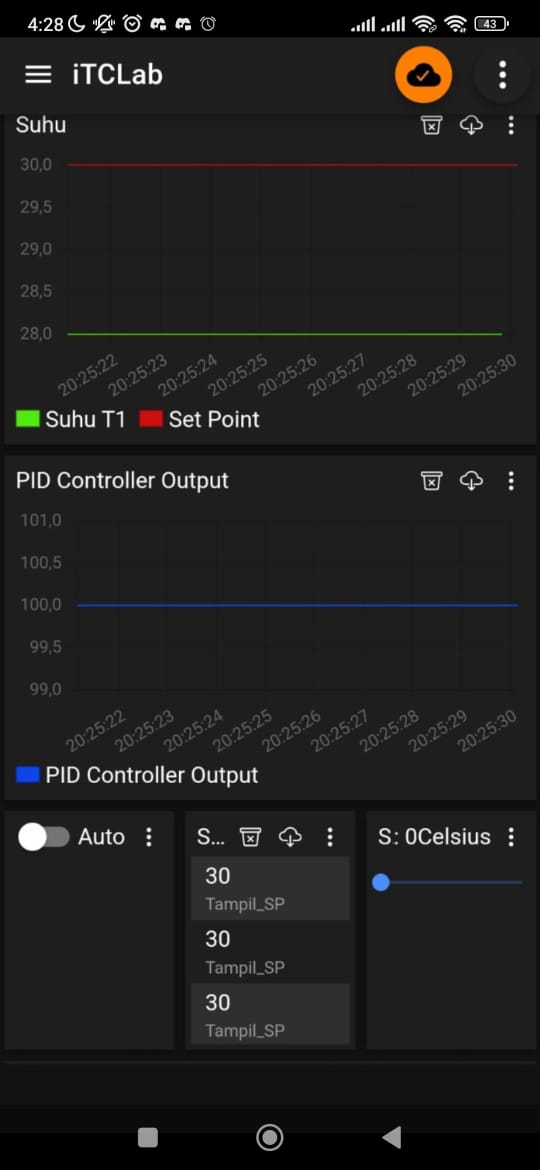 4:28 43
iTCLab
Suhu
30,0
29,5
29,0
28,5
28,0
20:25:22 20:25:23 20:25:24 20:25:25 20:25:26 20:25:27 20:25:28 20:25:29 20:25:30
Suhu T1 Set Point
PID Controller Output
101,0
100,5
100,0
99,5
99,0
20:25:22 20:25:23 20:25:24 20:25:25 20:25:26 20:25:27 20:25:28 20:25:29 20:25:30
PID Controller Output
Auto S... S: 0Celsius
30
Tampil_SP
30
Tampil_SP
30
Tampil_SP